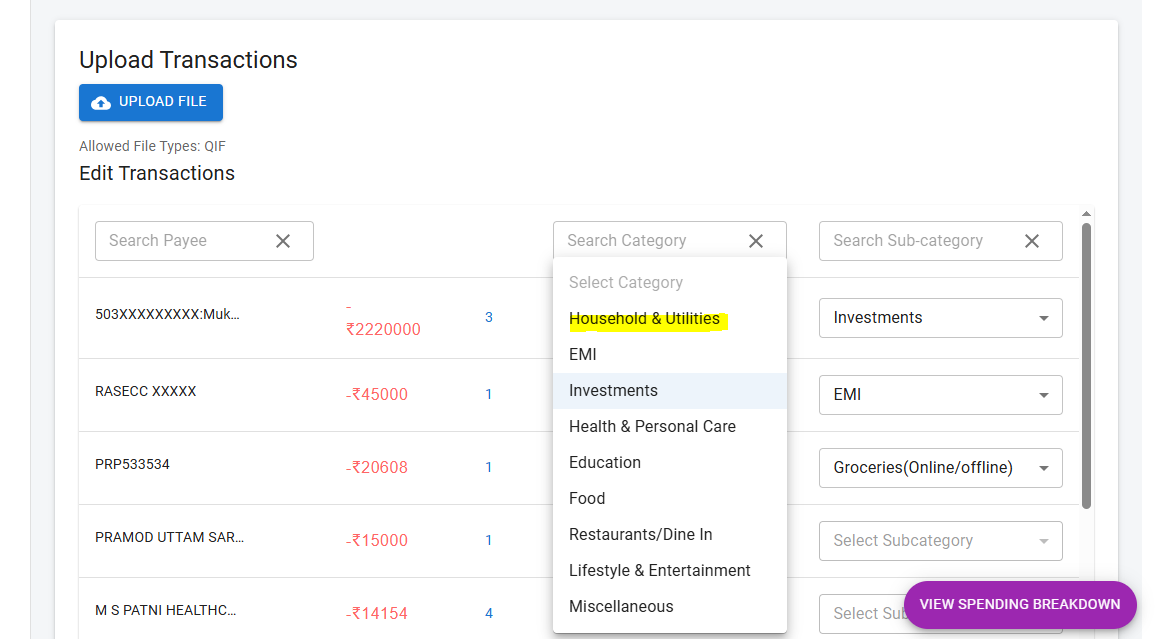 Upload Transactions
UPLOAD FILE
Allowed File Types: QIF
Edit Transactions
Search Payee
Search Category
Search Sub-category
Select Category
Household & Utilities
EMI
Investments
Health & Personal Care
Education
Food
Restaurants/Dine In
Lifestyle & Entertainment
Miscellaneous
503XXXXXXXXX:Muk...
-
₹2220000
3
Investments
RASECC XXXXX
-₹45000
1
EMI
PRP533534
-₹20608
1
Groceries(Online/offline)
PRAMOD UTTAM SAR...
-₹15000
1
Select Subcategory
M S PATNI HEALTHC...
-₹14154
4
VIEW SPENDING BREAKDOWN